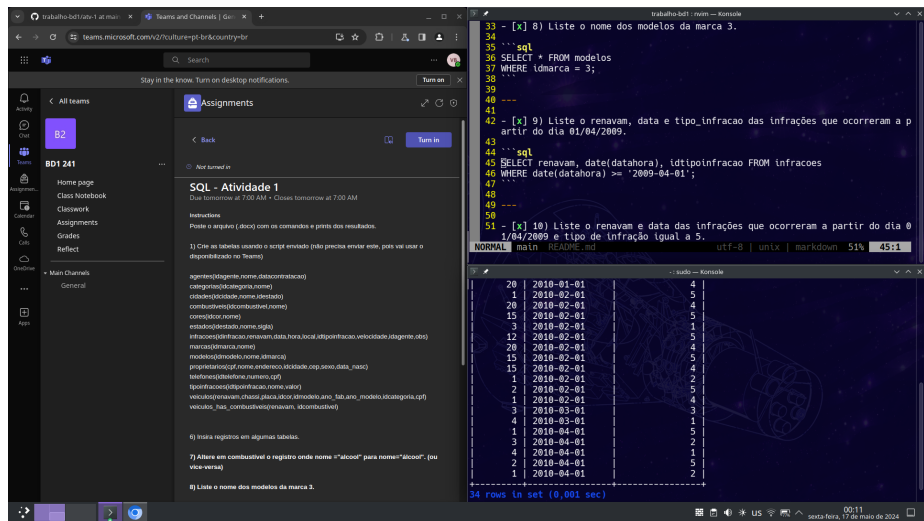 trabalho-bd1/atv-1 at main
Teams and Channels | Gen
teams.microsoft.com/v2/?culture=pt-br&country=br
Search
Stay in the know. Turn on desktop notifications.
Turn on
Activity
Chat
Teams
Assignmen...
Calendar
Calls
OneDrive
Apps
All teams
B2
BD1 241
Home page
Class Notebook
Classwork
Assignments
Grades
Reflect
Main Channels
General
Assignments
Back
Turn in
Not turned in
SQL - Atividade 1
Due tomorrow at 7:00 AM • Closes tomorrow at 7:00 AM
Instructions
Poste o arquivo (.docx) com os comandos e prints dos resultados.
1) Crie as tabelas usando o script enviado (não precisa enviar este, pois vai usar o
disponibilizado no Teams)
agentes(idagente,nome,datacontratacao)
categorias(idcategoria,nome)
cidades(idcidade,nome,idestado)
combustiveis(idcombustivel,nome)
cores(idcor,nome)
estados(idestado,nome,sigla)
infracoes(idinfracao,renavam,data,hora,local,idtipoinfracao,velocidade,idagente,obs)
marcas(idmarca,nome)
modelos(idmodelo,nome,idmarca)
proprietarios(cpf,nome,endereco,idcidade,cep,sexo,data_nasc)
telefones(idtelefone,numero,cpf)
tipoinfracoes(idtipoinfracao,nome,valor)
veiculos(renavam,chassi,placa,idcor,idmodelo,ano_fab,ano_modelo,idcategoria,cpf)
veiculos_has_combustiveis(renavam, idcombustivel)
6) Insira registros em algumas tabelas.
7) Altere em combustivel o registro onde nome ="alcool" para nome="álcool". (ou
vice-versa)
8) Liste o nome dos modelos da marca 3.
trabalho-bd1 : nvim — Konsole
33 - [x] 8) Liste o nome dos modelos da marca 3.
34
35 ```sql
36 SELECT * FROM modelos
37 WHERE idmarca = 3;
38 ```
39
40 ---
41
42 - [x] 9) Liste o renavam, data e tipo_infracao das infrações que ocorreram a p
artir do dia 01/04/2009.
43
44 ```sql
45 SELECT renavam, date(datahora), idtipoinfracao FROM infracoes
46 WHERE date(datahora) >= '2009-04-01';
47 ```
48
49 ---
50
51 - [x] 10) Liste o renavam e data das infrações que ocorreram a partir do dia 0
1/04/2009 e tipo de infração igual a 5.
NORMAL main README.md utf-8 | unix | markdown 51% 45:1
- : sudo — Konsole
| 20 | 2010-01-01 | 4 |
| 1 | 2010-02-01 | 5 |
| 20 | 2010-02-01 | 4 |
| 15 | 2010-02-01 | 5 |
| 3 | 2010-02-01 | 1 |
| 12 | 2010-02-01 | 5 |
| 20 | 2010-02-01 | 4 |
| 15 | 2010-02-01 | 5 |
| 15 | 2010-02-01 | 4 |
| 1 | 2010-02-01 | 2 |
| 2 | 2010-02-01 | 5 |
| 1 | 2010-02-01 | 4 |
| 3 | 2010-03-01 | 3 |
| 4 | 2010-03-01 | 1 |
| 1 | 2010-04-01 | 5 |
| 3 | 2010-04-01 | 2 |
| 4 | 2010-04-01 | 1 |
| 2 | 2010-04-01 | 5 |
| 1 | 2010-04-01 | 2 |
34 rows in set (0,001 sec)
us
00:11
sexta-feira, 17 de maio de 2024